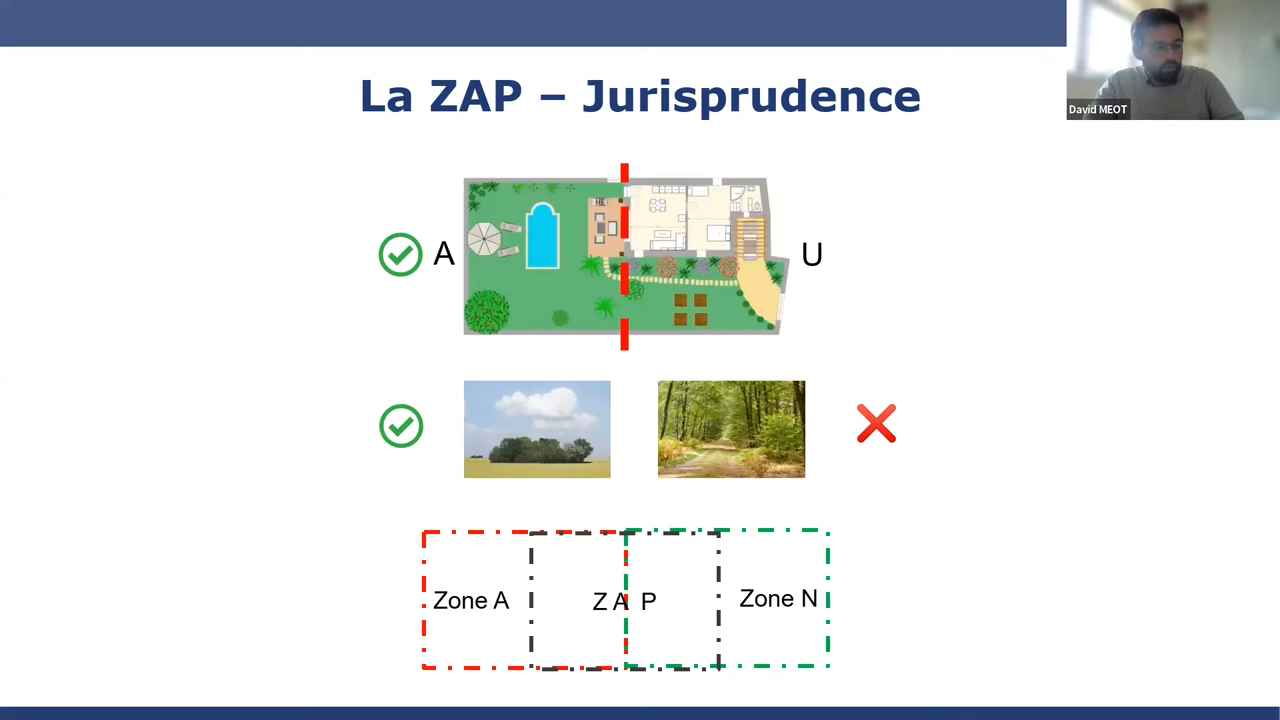 La ZAP – Jurisprudence
David MEOT
A
U
Zone A
Z A P
Zone N